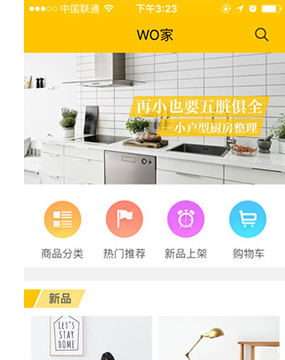 中国联通 下午3:23
WO家
再小也要五脏俱全
小户型厨房整理
商品分类 热门推荐 新品上架 购物车
新品
LET'S
STAY
HOME